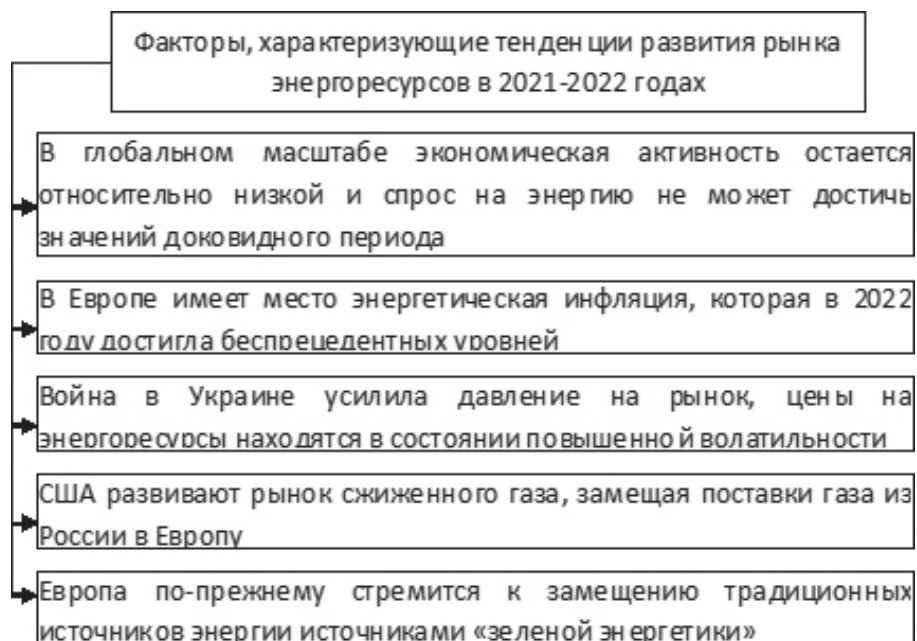 Факторы, характеризующие тенденции развития рынка
энергоресурсов в 2021-2022 годах
В глобальном масштабе экономическая активность остается
относительно низкой и спрос на энергию не может достичь
значений доковидного периода
В Европе имеет место энергетическая инфляция, которая в 2022
году достигла беспрецедентных уровней
Война в Украине усилила давление на рынок, цены на
энергоресурсы находятся в состоянии повышенной волатильности
США развивают рынок сжиженного газа, замещая поставки газа из
России в Европу
Европа по-прежнему стремится к замещению традиционных
источников энергии источниками «зеленой энергетики»